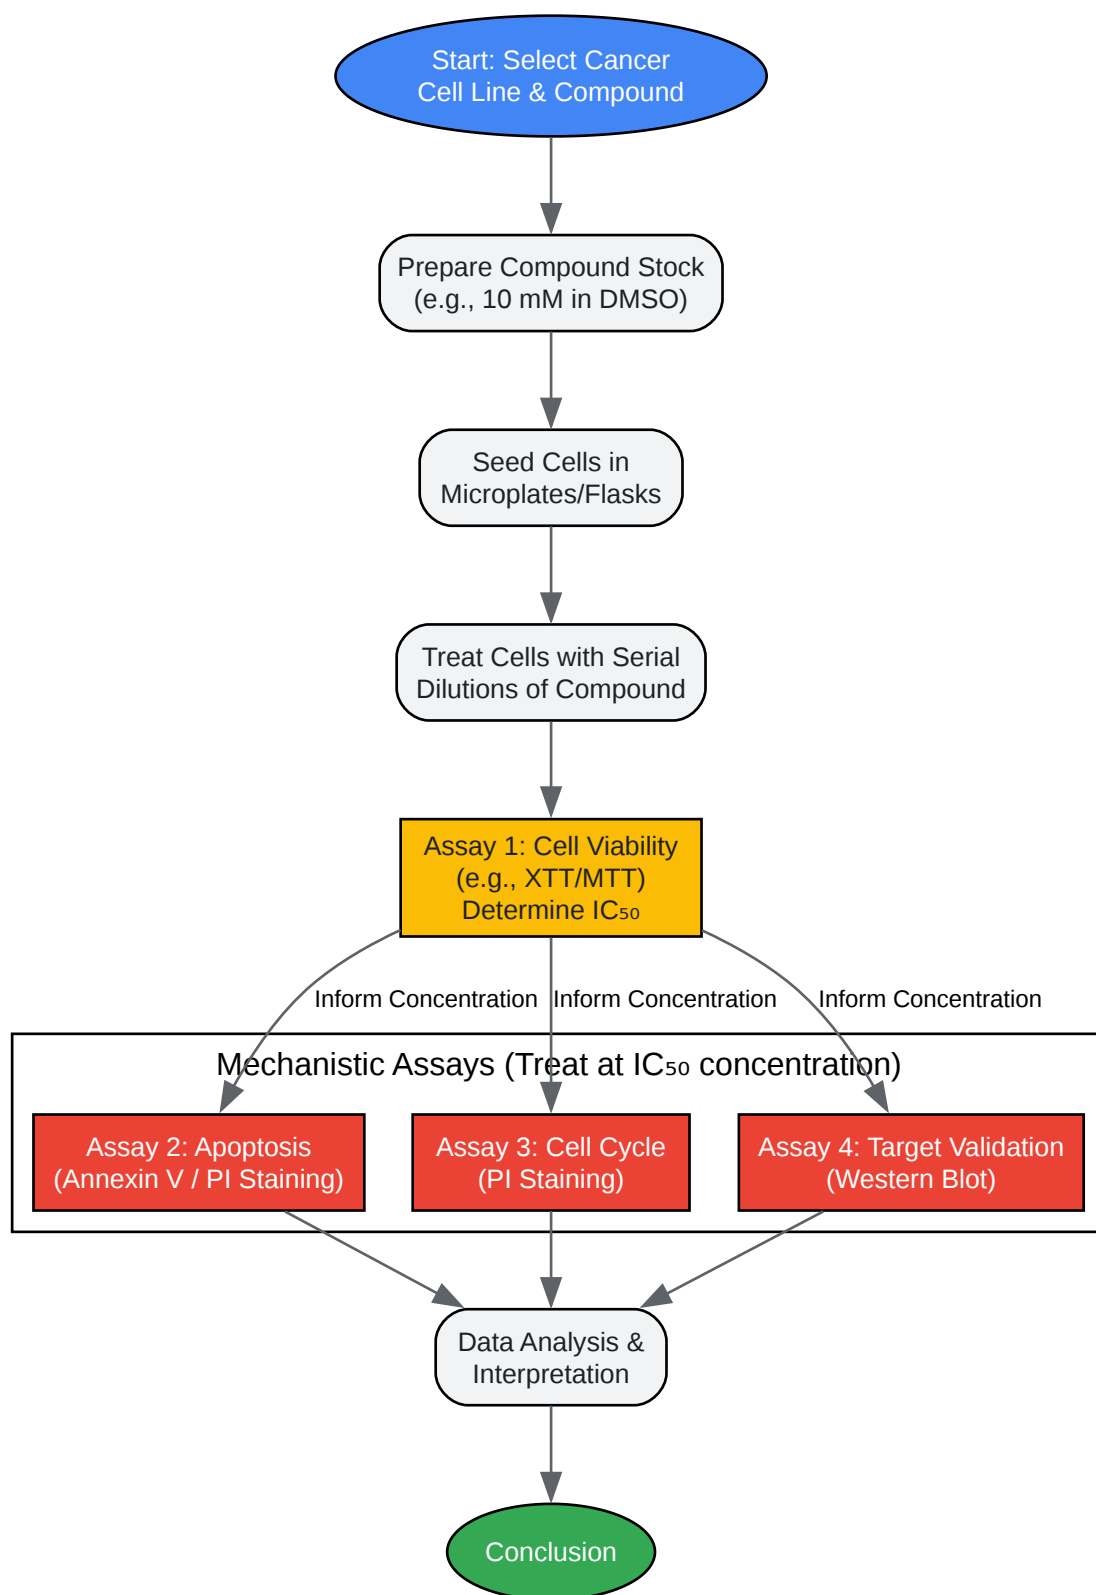 Start: Select Cancer
Cell Line & Compound
Prepare Compound Stock
(e.g., 10 mM in DMSO)
Seed Cells in
Microplates/Flasks
Treat Cells with Serial
Dilutions of Compound
Assay 1: Cell Viability
(e.g., XTT/MTT)
Determine IC₅₀
Inform Concentration
Inform Concentration
Inform Concentration
Mechanistic Assays (Treat at IC₅₀ concentration)
Assay 2: Apoptosis
(Annexin V / PI Staining)
Assay 3: Cell Cycle
(PI Staining)
Assay 4: Target Validation
(Western Blot)
Data Analysis &
Interpretation
Conclusion